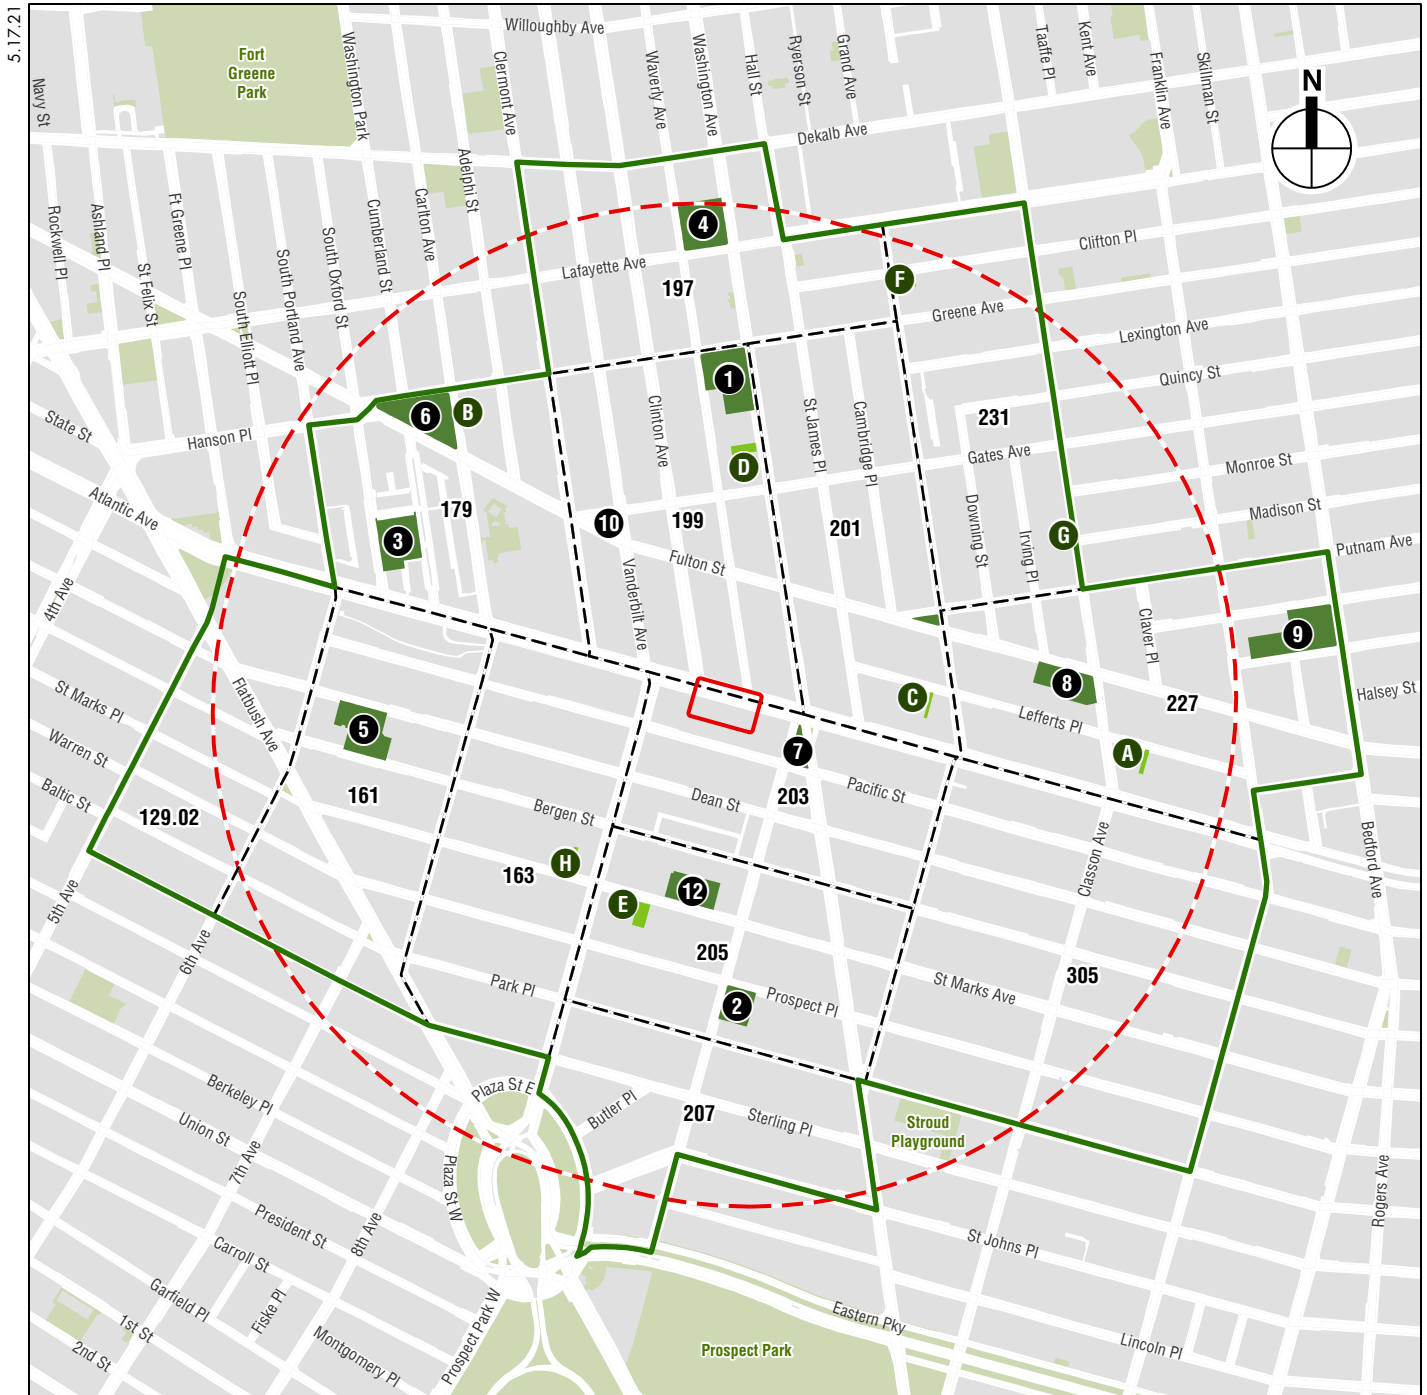 5.17.21
Willoughby Ave
Fort
Greene
Park
Navy St
Washington Park
Clermont Ave
Waverly Ave
Washington Ave
Hall St
Ryerson St
Grand Ave
Taaffe Pl
Kent Ave
Franklin Ave
Skillman St
N
Dekalb Ave
Rockwell Pl
Ashland Pl
St Felix St
Ft Greene Pl
South Elliott Pl
South Portland Ave
South Oxford St
Cumberland St
Carlton Ave
Adelphi St
4
Clifton Pl
Lafayette Ave
197
F
Greene Ave
Lexington Ave
Quincy St
1
6
B
State St
Hanson Pl
Clinton Ave
St James Pl
Cambridge Pl
231
Gates Ave
Monroe St
D
Madison St
Atlantic Ave
179
10
199
201
Downing St
Irving Pl
G
Putnam Ave
3
Fulton St
4th Ave
Vanderbilt Ave
Claver Pl
9
Halsey St
St Marks Pl
Flatbush Ave
5
C
8
Lefferts Pl
227
Warren St
7
A
Baltic St
161
Dean St
203
Pacific St
129.02
Bergen St
Classon Ave
Bedford Ave
163
H
12
E
5th Ave
6th Ave
205
305
Park Pl
2
Prospect Pl
St Marks Ave
Berkeley Pl
Plaza St E
Butler Pl
207
Sterling Pl
Stroud
Playground
Union St
7th Ave
Plaza St W
Rogers Ave
President St
8th Ave
Carroll St
St Johns Pl
Garfield Pl
Fiske Pl
1st St
2nd St
Montgomery Pl
Prospect Park W
Prospect Park
Eastern Pky
Lincoln Pl